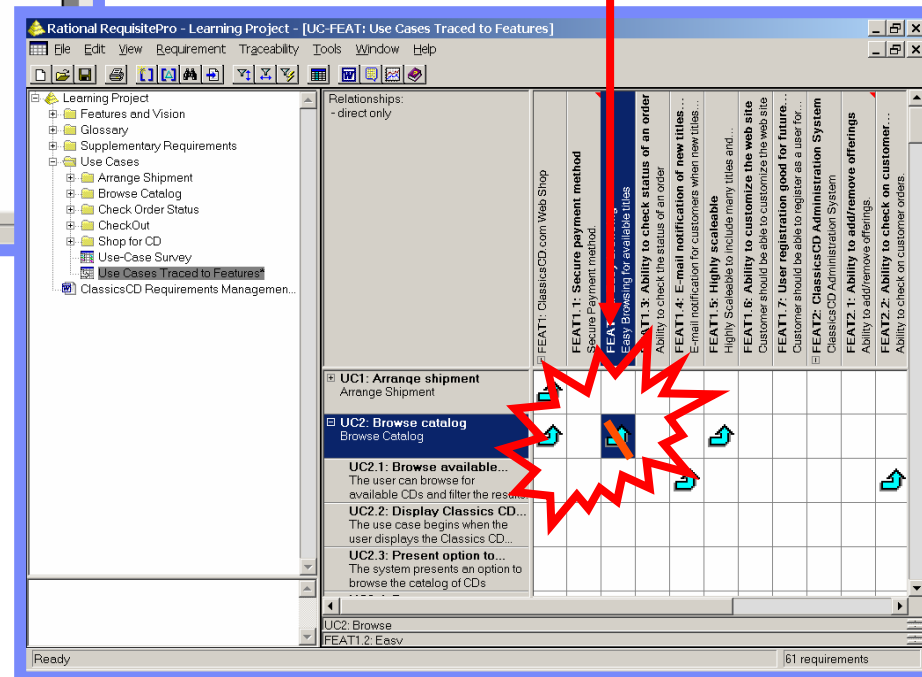 Rational RequisitePro - Learning Project - [UC-FEAT: Use Cases Traced to Features]
File Edit View Requirement Traceability Tools Window Help
Learning Project
Features and Vision
Glossary
Supplementary Requirements
Use Cases
Arrange Shipment
Browse Catalog
Check Order Status
CheckOut
Shop for CD
Use-Case Survey
Use Cases Traced to Features*
ClassicsCD Requirements Managemen...
Relationships:
- direct only
FEAT1: ClassicsCD.com Web Shop
FEAT1.1: Secure payment method
Secure Payment method.
Easy Browsing for available titles
FEAT1.3: Ability to check status of an order
Ability to check the status of an order
FEAT1.4: E-mail notification of new titles...
E-mail notification for customers when new titles...
FEAT1.5: Highly scaleable
Highly Scaleable to include many titles and...
FEAT1.6: Ability to customize the web site
Customer should be able to customize the web site
FEAT1.7: User registration good for future...
Customer should be able to register as a user for...
FEAT2: ClassicsCD Administration System
ClassicsCD Administration System
FEAT2.1: Ability to add/remove offerings
Ability to add/remove offerings.
FEAT2.2: Ability to check on customer...
Ability to check on customer orders.
UC1: Arrange shipment
Arrange Shipment
UC2: Browse catalog
Browse Catalog
UC2.1: Browse available...
The user can browse for
available CDs and filter the results
UC2.2: Display Classics CD...
The use case begins when the
user displays the Classics CD...
UC2.3: Present option to...
The system presents an option to
browse the catalog of CDs
UC2: Browse
FEAT1.2: Easy
Ready
61 requirements